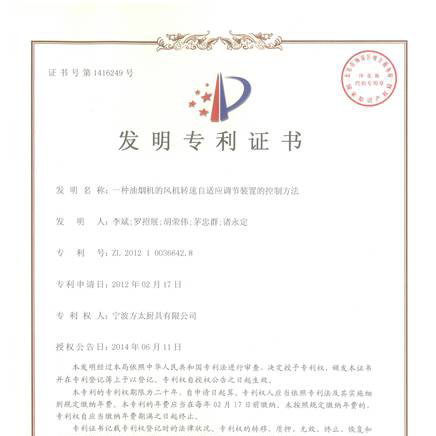 证书号第1416249号
发明专利证书
发明名称:一种油烟机的风机转速自适应调节装置的控制方法
发明人:李斌;罗招展;胡荣伟;茅忠群;诸永定
专利号:ZL 2012 1 0036642.8
专利申请日:2012年02月17日
专利权人:宁波方太厨具有限公司
授权公告日:2014年06月11日
本发明经过本局依照中华人民共和国专利法进行审查,决定授予专利权,颁发本证书
并在专利登记簿上予以登记。专利权自授权公告之日起生效。
本专利的专利权期限为二十年,自申请日起算。专利权人应当依照专利法及其实施细
则规定缴纳年费。本专利的年费应当在每年02月17日前缴纳。未按照规定缴纳年费的,
专利权自应当缴纳年费期满之日起终止。
专利证书记载专利权登记时的法律状况。专利权的转移、质押、无效、终止、恢复和